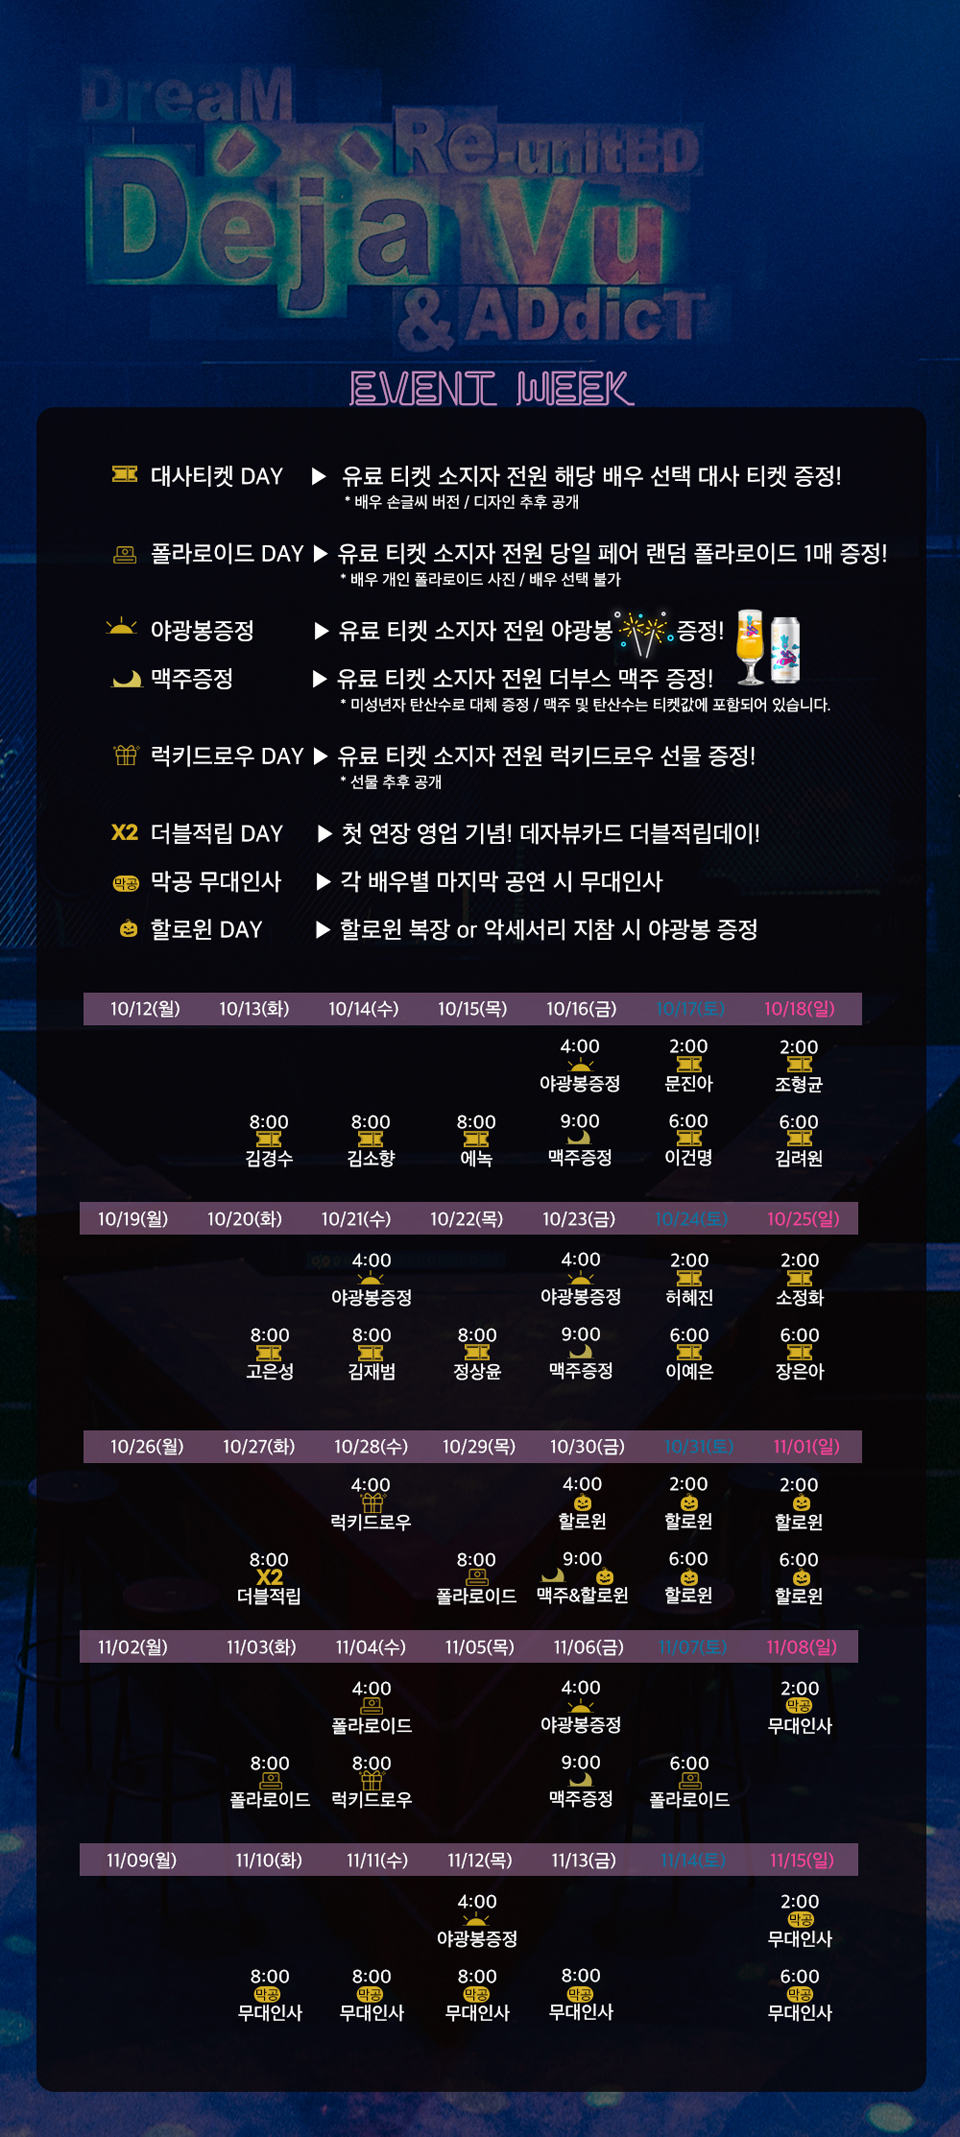 DreaM
Re-unitED
Déjà Vu
& ADdicT
EVENT WEEK
대사티켓 DAY ▶ 유료 티켓 소지자 전원 해당 배우 선택 대사 티켓 증정!
* 배우 손글씨 버전 / 디자인 추후 공개
폴라로이드 DAY ▶ 유료 티켓 소지자 전원 당일 페어 랜덤 폴라로이드 1매 증정!
* 배우 개인 폴라로이드 사진 / 배우 선택 불가
야광봉증정 ▶ 유료 티켓 소지자 전원 야광봉 증정!
맥주증정 ▶ 유료 티켓 소지자 전원 더부스 맥주 증정!
* 미성년자 탄산수로 대체 증정 / 맥주 및 탄산수는 티켓값에 포함되어 있습니다.
럭키드로우 DAY ▶ 유료 티켓 소지자 전원 럭키드로우 선물 증정!
* 선물 추후 공개
X2 더블적립 DAY ▶ 첫 연장 영업 기념! 데자뷰카드 더블적립데이!
막공 막공 무대인사 ▶ 각 배우별 마지막 공연 시 무대인사
할로윈 DAY ▶ 할로윈 복장 or 악세서리 지참 시 야광봉 증정
10/12(월) 10/13(화) 10/14(수) 10/15(목) 10/16(금) 10/17(토) 10/18(일)
4:00 2:00 2:00
야광봉증정 문진아 조형균
8:00 8:00 8:00 9:00 6:00 6:00
김경수 김소향 에녹 맥주증정 이건명 김려원
10/19(월) 10/20(화) 10/21(수) 10/22(목) 10/23(금) 10/24(토) 10/25(일)
4:00 4:00 2:00 2:00
야광봉증정 야광봉증정 허혜진 소정화
8:00 8:00 8:00 9:00 6:00 6:00
고은성 김재범 정상윤 맥주증정 이예은 장은아
10/26(월) 10/27(화) 10/28(수) 10/29(목) 10/30(금) 10/31(토) 11/01(일)
4:00 4:00 2:00 2:00
럭키드로우 할로윈 할로윈 할로윈
8:00 8:00 9:00 6:00 6:00
X2
더블적립 폴라로이드 맥주&할로윈 할로윈 할로윈
11/02(월) 11/03(화) 11/04(수) 11/05(목) 11/06(금) 11/07(토) 11/08(일)
4:00 4:00 2:00
막공
폴라로이드 야광봉증정 무대인사
8:00 8:00 9:00 6:00
폴라로이드 럭키드로우 맥주증정 폴라로이드
11/09(월) 11/10(화) 11/11(수) 11/12(목) 11/13(금) 11/14(토) 11/15(일)
4:00 2:00
막공
야광봉증정 무대인사
8:00 8:00 8:00 8:00 6:00
막공 막공 막공 막공 막공
무대인사 무대인사 무대인사 무대인사 무대인사